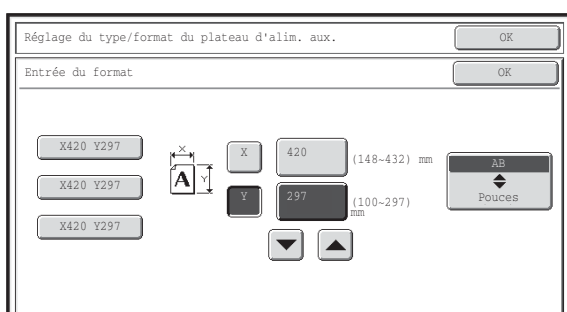 Réglage du type/format du plateau d'alim. aux.
OK
Entrée du format
OK
X420 Y297
X420 Y297
X420 Y297
X
A
Y
X
420
(148~432) mm
Y
297
(100~297)
mm
AB
Pouces